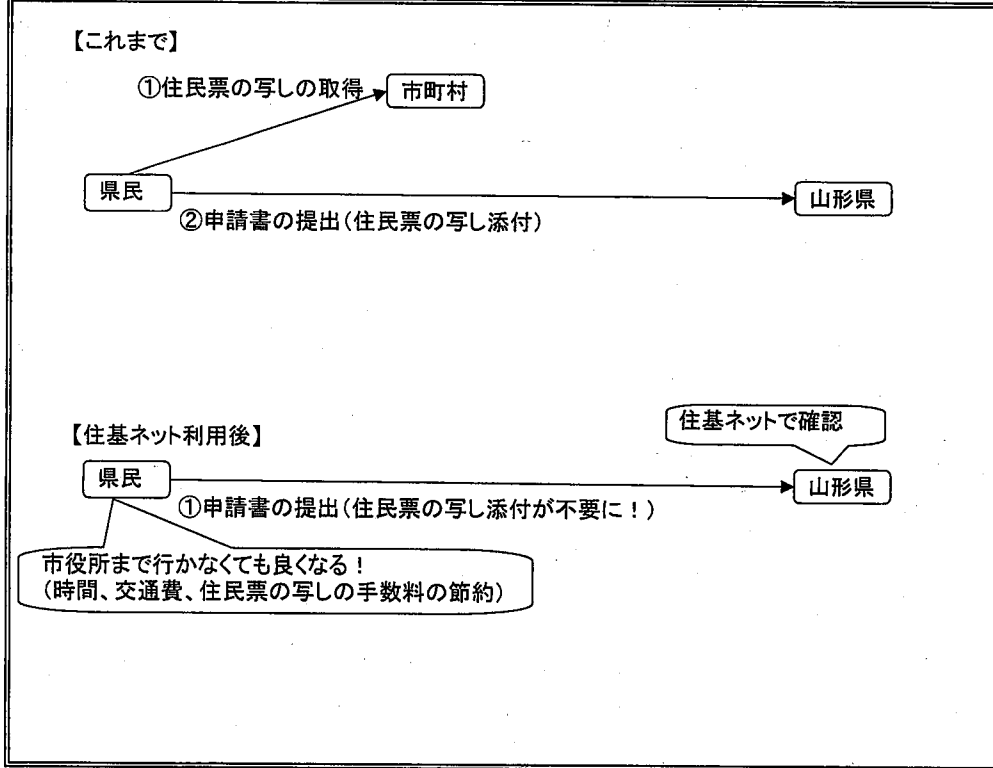 【これまで】
①住民票の写しの取得
市町村
県民
山形県
②申請書の提出(住民票の写し添付)
住基ネットで確認
【住基ネット利用後】
県民
山形県
①申請書の提出(住民票の写し添付が不要に!)
市役所まで行かなくても良くなる!
(時間、交通費、住民票の写しの手数料の節約)